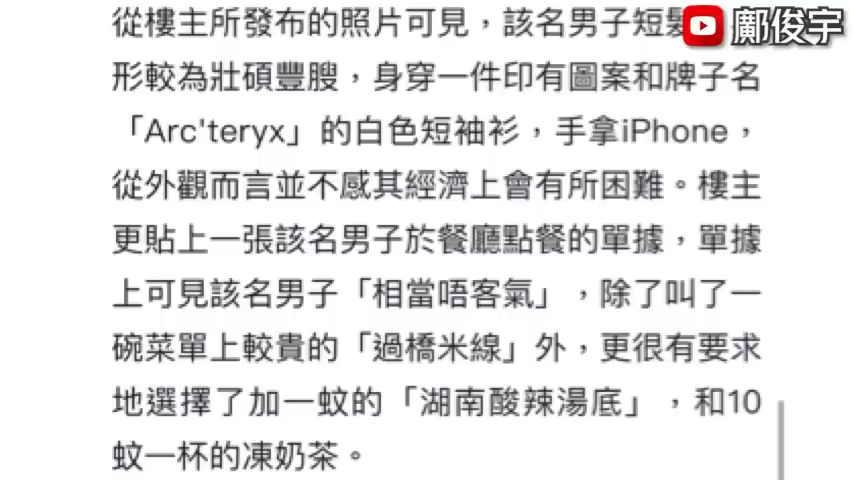 從樓主所發布的照片可見，該名男子短髮
鄺俊宇
形較為壯碩豐腴，身穿一件印有圖案和牌子名
「Arc'teryx」的白色短袖衫，手拿iPhone，
從外觀而言並不感其經濟上會有所困難。樓主
更貼上一張該名男子於餐廳點餐的單據，單據
上可見該名男子「相當唔客氣」，除了叫了一
碗菜單上較貴的「過橋米線」外，更很有要求
地選擇了加一蚊的「湖南酸辣湯底」，和10
蚊一杯的凍奶茶。